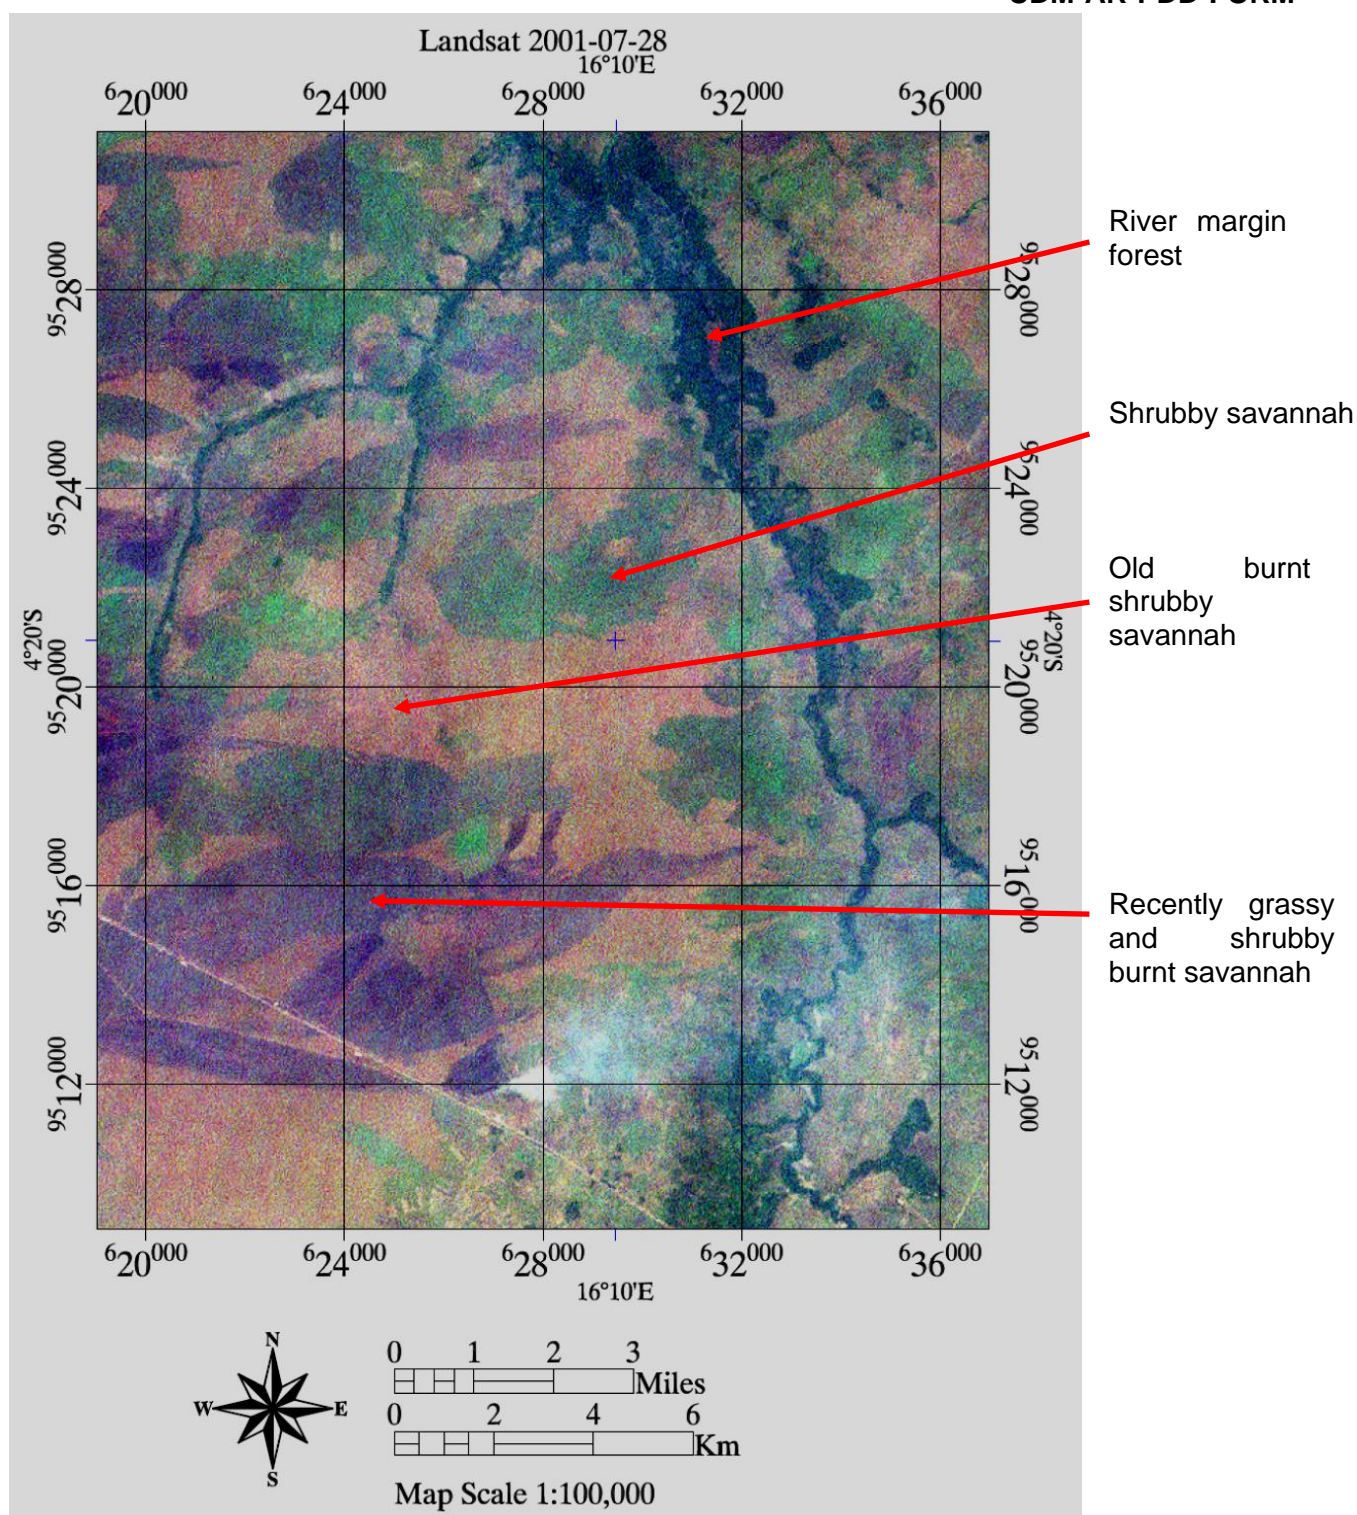 Landsat 2001-07-28
16°10'E
620000 624000 628000 632000 636000
9528000
9528000
River margin
forest
Shrubby savannah
9524000
9524000
Old burnt
shrubby
savannah
4°20'S
4°20'S
9520000
9520000
9516000
9516000
Recently grassy
and shrubby
burnt savannah
9512000
9512000
620000 624000 628000 632000 636000
16°10'E
N
W E
S
0 1 2 3
Miles
0 2 4 6
Km
Map Scale 1:100,000